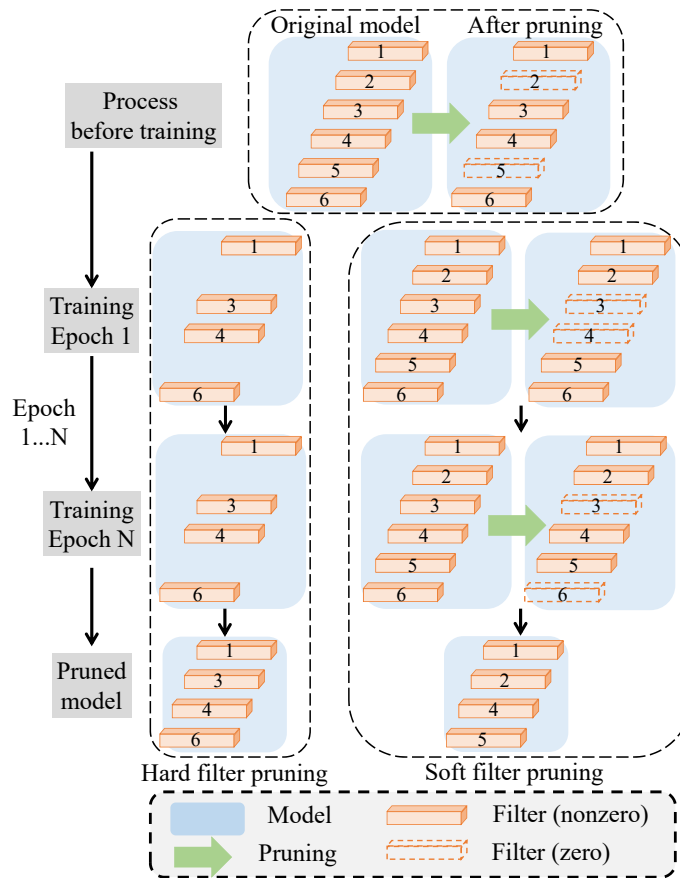 Original model
After pruning
1
2
3
4
5
6
1
2
3
4
5
6
Process
before training
Training
Epoch 1
Epoch
1...N
Training
Epoch N
Pruned
model
1
3
4
6
1
3
4
6
1
3
4
6
Hard filter pruning
1
2
3
4
5
6
1
2
3
4
5
6
1
2
3
4
5
6
1
2
3
4
5
6
1
2
4
5
Soft filter pruning
Model
Filter (nonzero)
Pruning
Filter (zero)